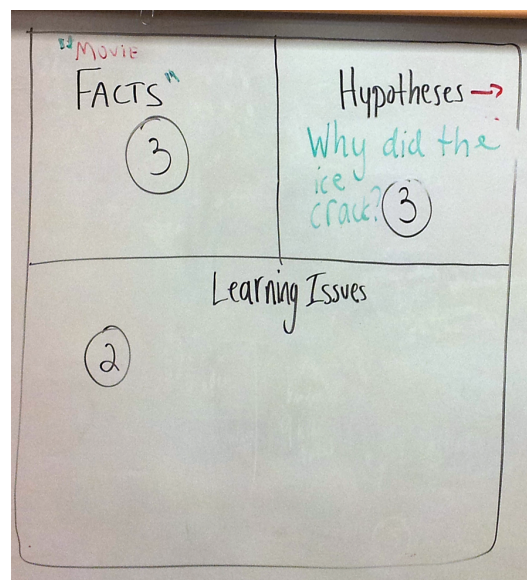 "Movie
FACTS"
3
Hypotheses →
Why did the
ice
crack? 3
Learning Issues
2